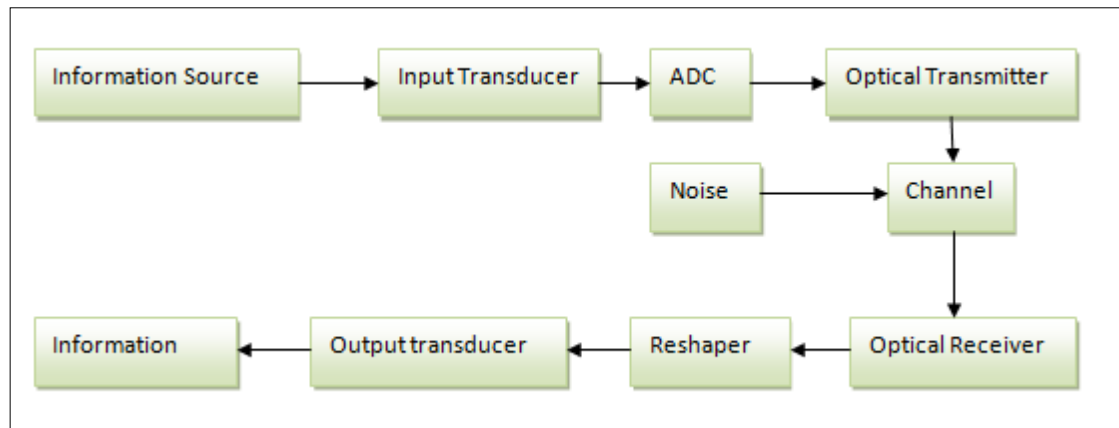 Information Source
Input Transducer
ADC
Optical Transmitter
Noise
Channel
Information
Output transducer
Reshaper
Optical Receiver